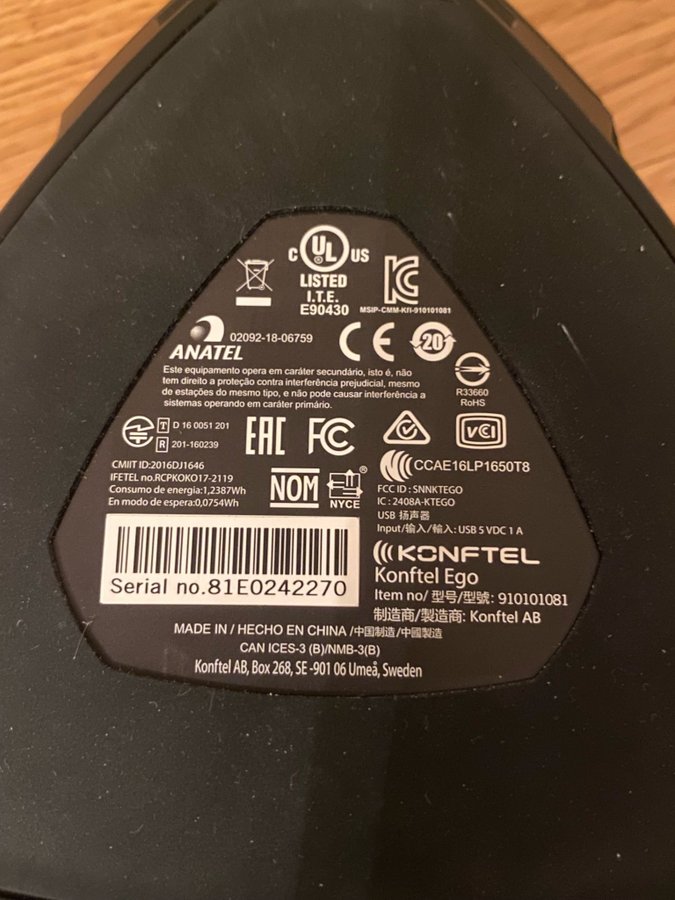 C UL US
LISTED
I.T.E.
E90430
MSIP-CMM-KR-910101081
ANATEL
02092-18-06759
CE
20
Este equipamento opera em caráter secundário, isto é, não
tem direito a proteção contra interferência prejudicial, mesmo
de estações do mesmo tipo, e não pode causar interferência a
sistemas operando em caráter primário.
R33660
RoHS
T D 16 0051 201
R 201-160239
EAC
FC
VCI
CMIIT ID:2016DJ1646
IFETEL no.RCPKOKO17-2119
Consumo de energia:1,2387Wh
En modo de espera:0,0754Wh
NOM
NYCE
®
CCAE16LP1650T8
FCC ID : SNNKTEGO
IC : 2408A-KTEGO
USB 扬声器
Input/输入/輸入: USB 5 VDC 1 A
Serial no.81E0242270
KONFTEL
Konftel Ego
Item no/ 型号/型號: 910101081
制造商/製造商: Konftel AB
MADE IN / HECHO EN CHINA /中国制造/中國製造
CAN ICES-3 (B)/NMB-3(B)
Konftel AB, Box 268, SE -901 06 Umeå, Sweden